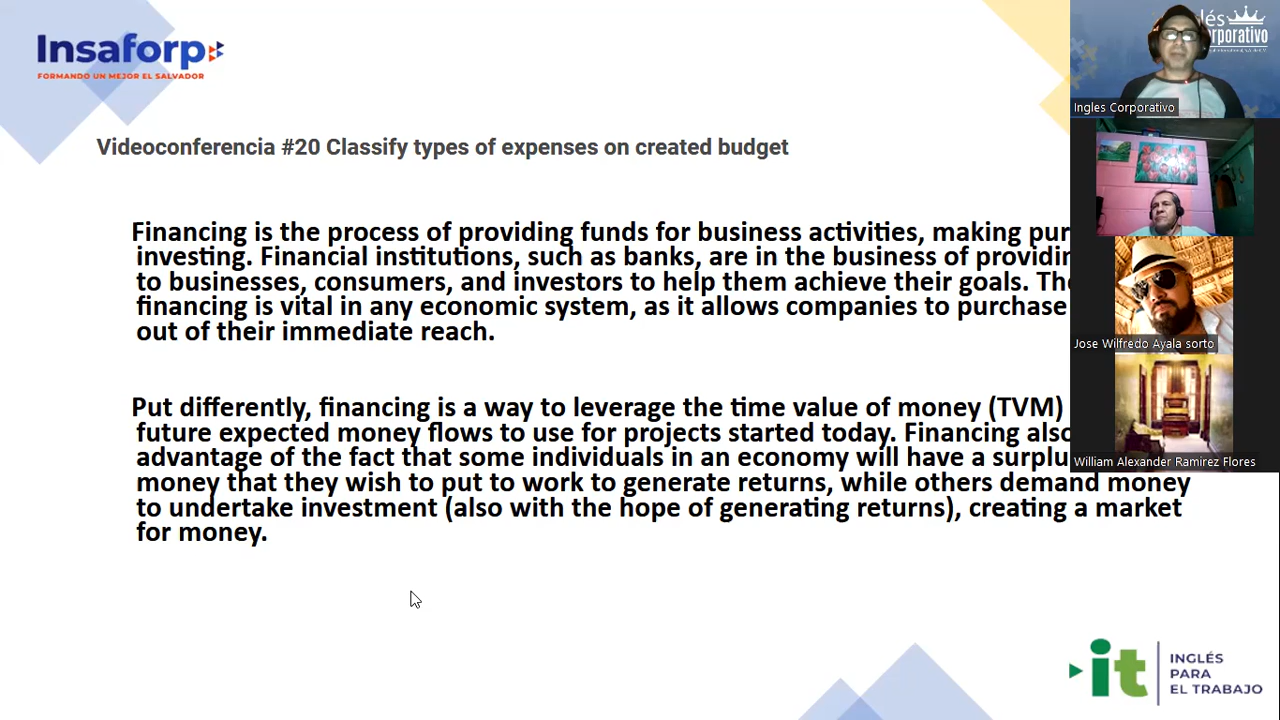 Insaforp
FORMANDO UN MEJOR EL SALVADOR
Videoconferencia #20 Classify types of expenses on created budget
Financing is the process of providing funds for business activities, making pur
investing. Financial institutions, such as banks, are in the business of providin
to businesses, consumers, and investors to help them achieve their goals. The
financing is vital in any economic system, as it allows companies to purchase
out of their immediate reach.
Put differently, financing is a way to leverage the time value of money (TVM)
future expected money flows to use for projects started today. Financing also
advantage of the fact that some individuals in an economy will have a surplu
money that they wish to put to work to generate returns, while others demand money
to undertake investment (also with the hope of generating returns), creating a market
for money.
Ingles Corporativo
Jose Wilfredo Ayala sorto
William Alexander Ramirez Flores
it
INGLÉS
PARA
EL TRABAJO